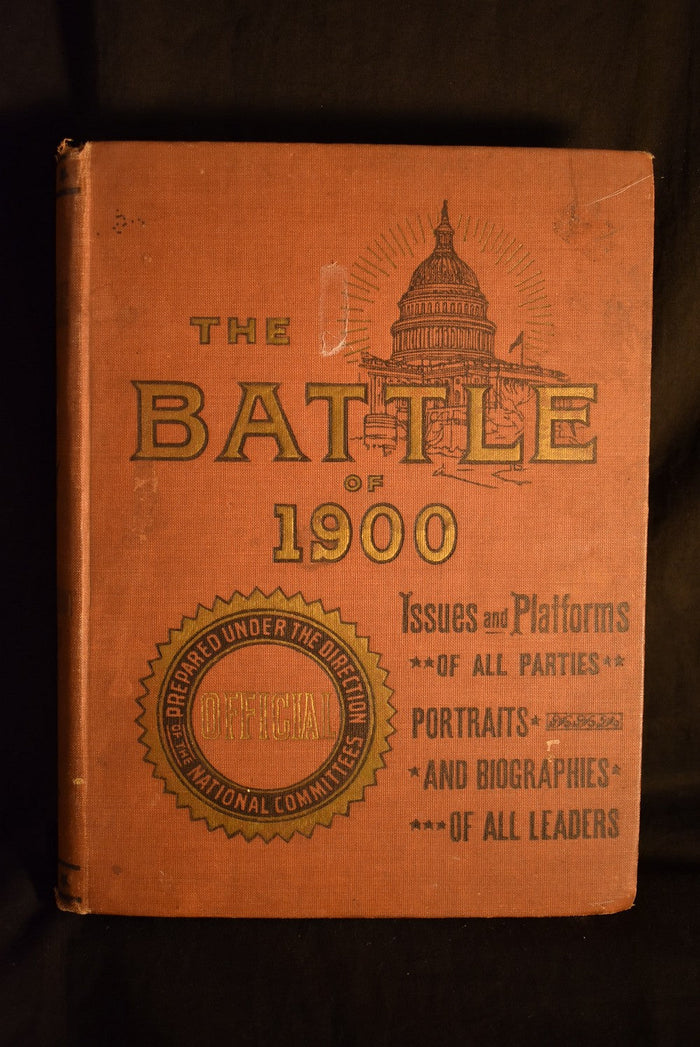 THE
BATTLE
OF
1900
Issues and Platforms
OF ALL PARTIES
PORTRAITS
AND BIOGRAPHIES
OF ALL LEADERS
PREPARED UNDER THE DIRECTION
OF THE NATIONAL COMMITTEES
OFFICIAL